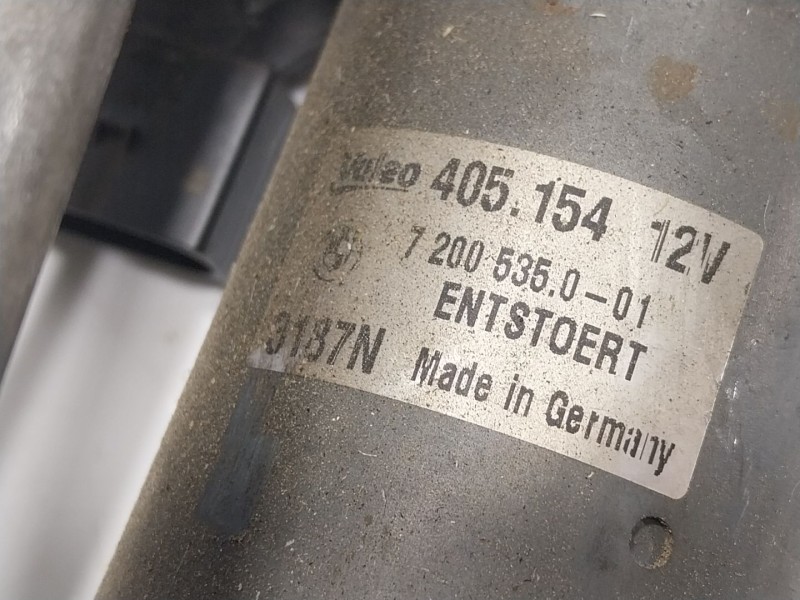 Valeo 405.154 12V
7 200 535.0-01
ENTSTOERT
3187N Made in Germany